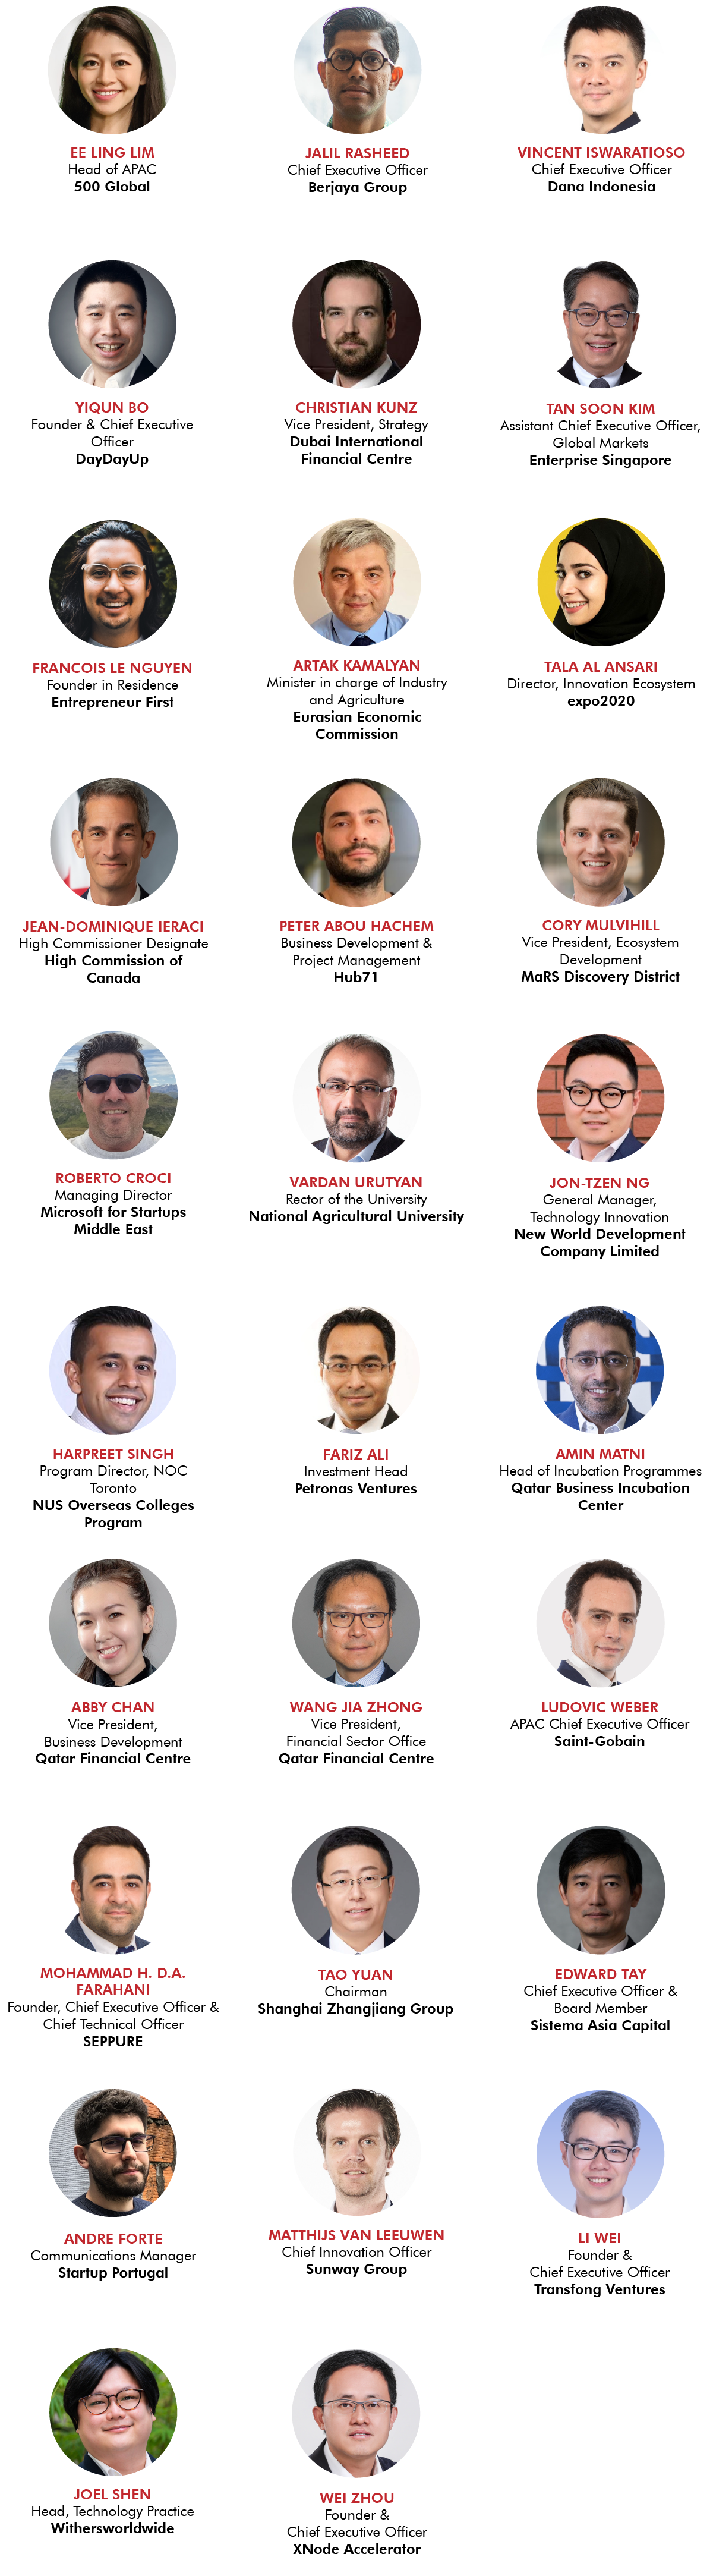 EE LING LIM
Head of APAC
500 Global
JALIL RASHEED
Chief Executive Officer
Berjaya Group
VINCENT ISWARATIOSO
Chief Executive Officer
Dana Indonesia
YIQUN BO
Founder & Chief Executive
Officer
DayDayUp
CHRISTIAN KUNZ
Vice President, Strategy
Dubai International
Financial Centre
TAN SOON KIM
Assistant Chief Executive Officer,
Global Markets
Enterprise Singapore
FRANCOIS LE NGUYEN
Founder in Residence
Entrepreneur First
ARTAK KAMALYAN
Minister in charge of Industry
and Agriculture
Eurasian Economic
Commission
TALA AL ANSARI
Director, Innovation Ecosystem
expo2020
JEAN-DOMINIQUE IERACI
High Commissioner Designate
High Commission of
Canada
PETER ABOU HACHEM
Business Development &
Project Management
Hub71
CORY MULVIHILL
Vice President, Ecosystem
Development
MaRS Discovery District
ROBERTO CROCI
Managing Director
Microsoft for Startups
Middle East
VARDAN URUTYAN
Rector of the University
National Agricultural University
JON-TZEN NG
General Manager,
Technology Innovation
New World Development
Company Limited
HARPREET SINGH
Program Director, NOC
Toronto
NUS Overseas Colleges
Program
FARIZ ALI
Investment Head
Petronas Ventures
AMIN MATNI
Head of Incubation Programmes
Qatar Business Incubation
Center
ABBY CHAN
Vice President,
Business Development
Qatar Financial Centre
WANG JIA ZHONG
Vice President,
Financial Sector Office
Qatar Financial Centre
LUDOVIC WEBER
APAC Chief Executive Officer
Saint-Gobain
MOHAMMAD H. D.A.
FARAHANI
Founder, Chief Executive Officer &
Chief Technical Officer
SEPPURE
TAO YUAN
Chairman
Shanghai Zhangjiang Group
EDWARD TAY
Chief Executive Officer &
Board Member
Sistema Asia Capital
ANDRE FORTE
Communications Manager
Startup Portugal
MATTHIJS VAN LEEUWEN
Chief Innovation Officer
Sunway Group
LI WEI
Founder &
Chief Executive Officer
Transfong Ventures
JOEL SHEN
Head, Technology Practice
Withersworldwide
WEI ZHOU
Founder &
Chief Executive Officer
XNode Accelerator